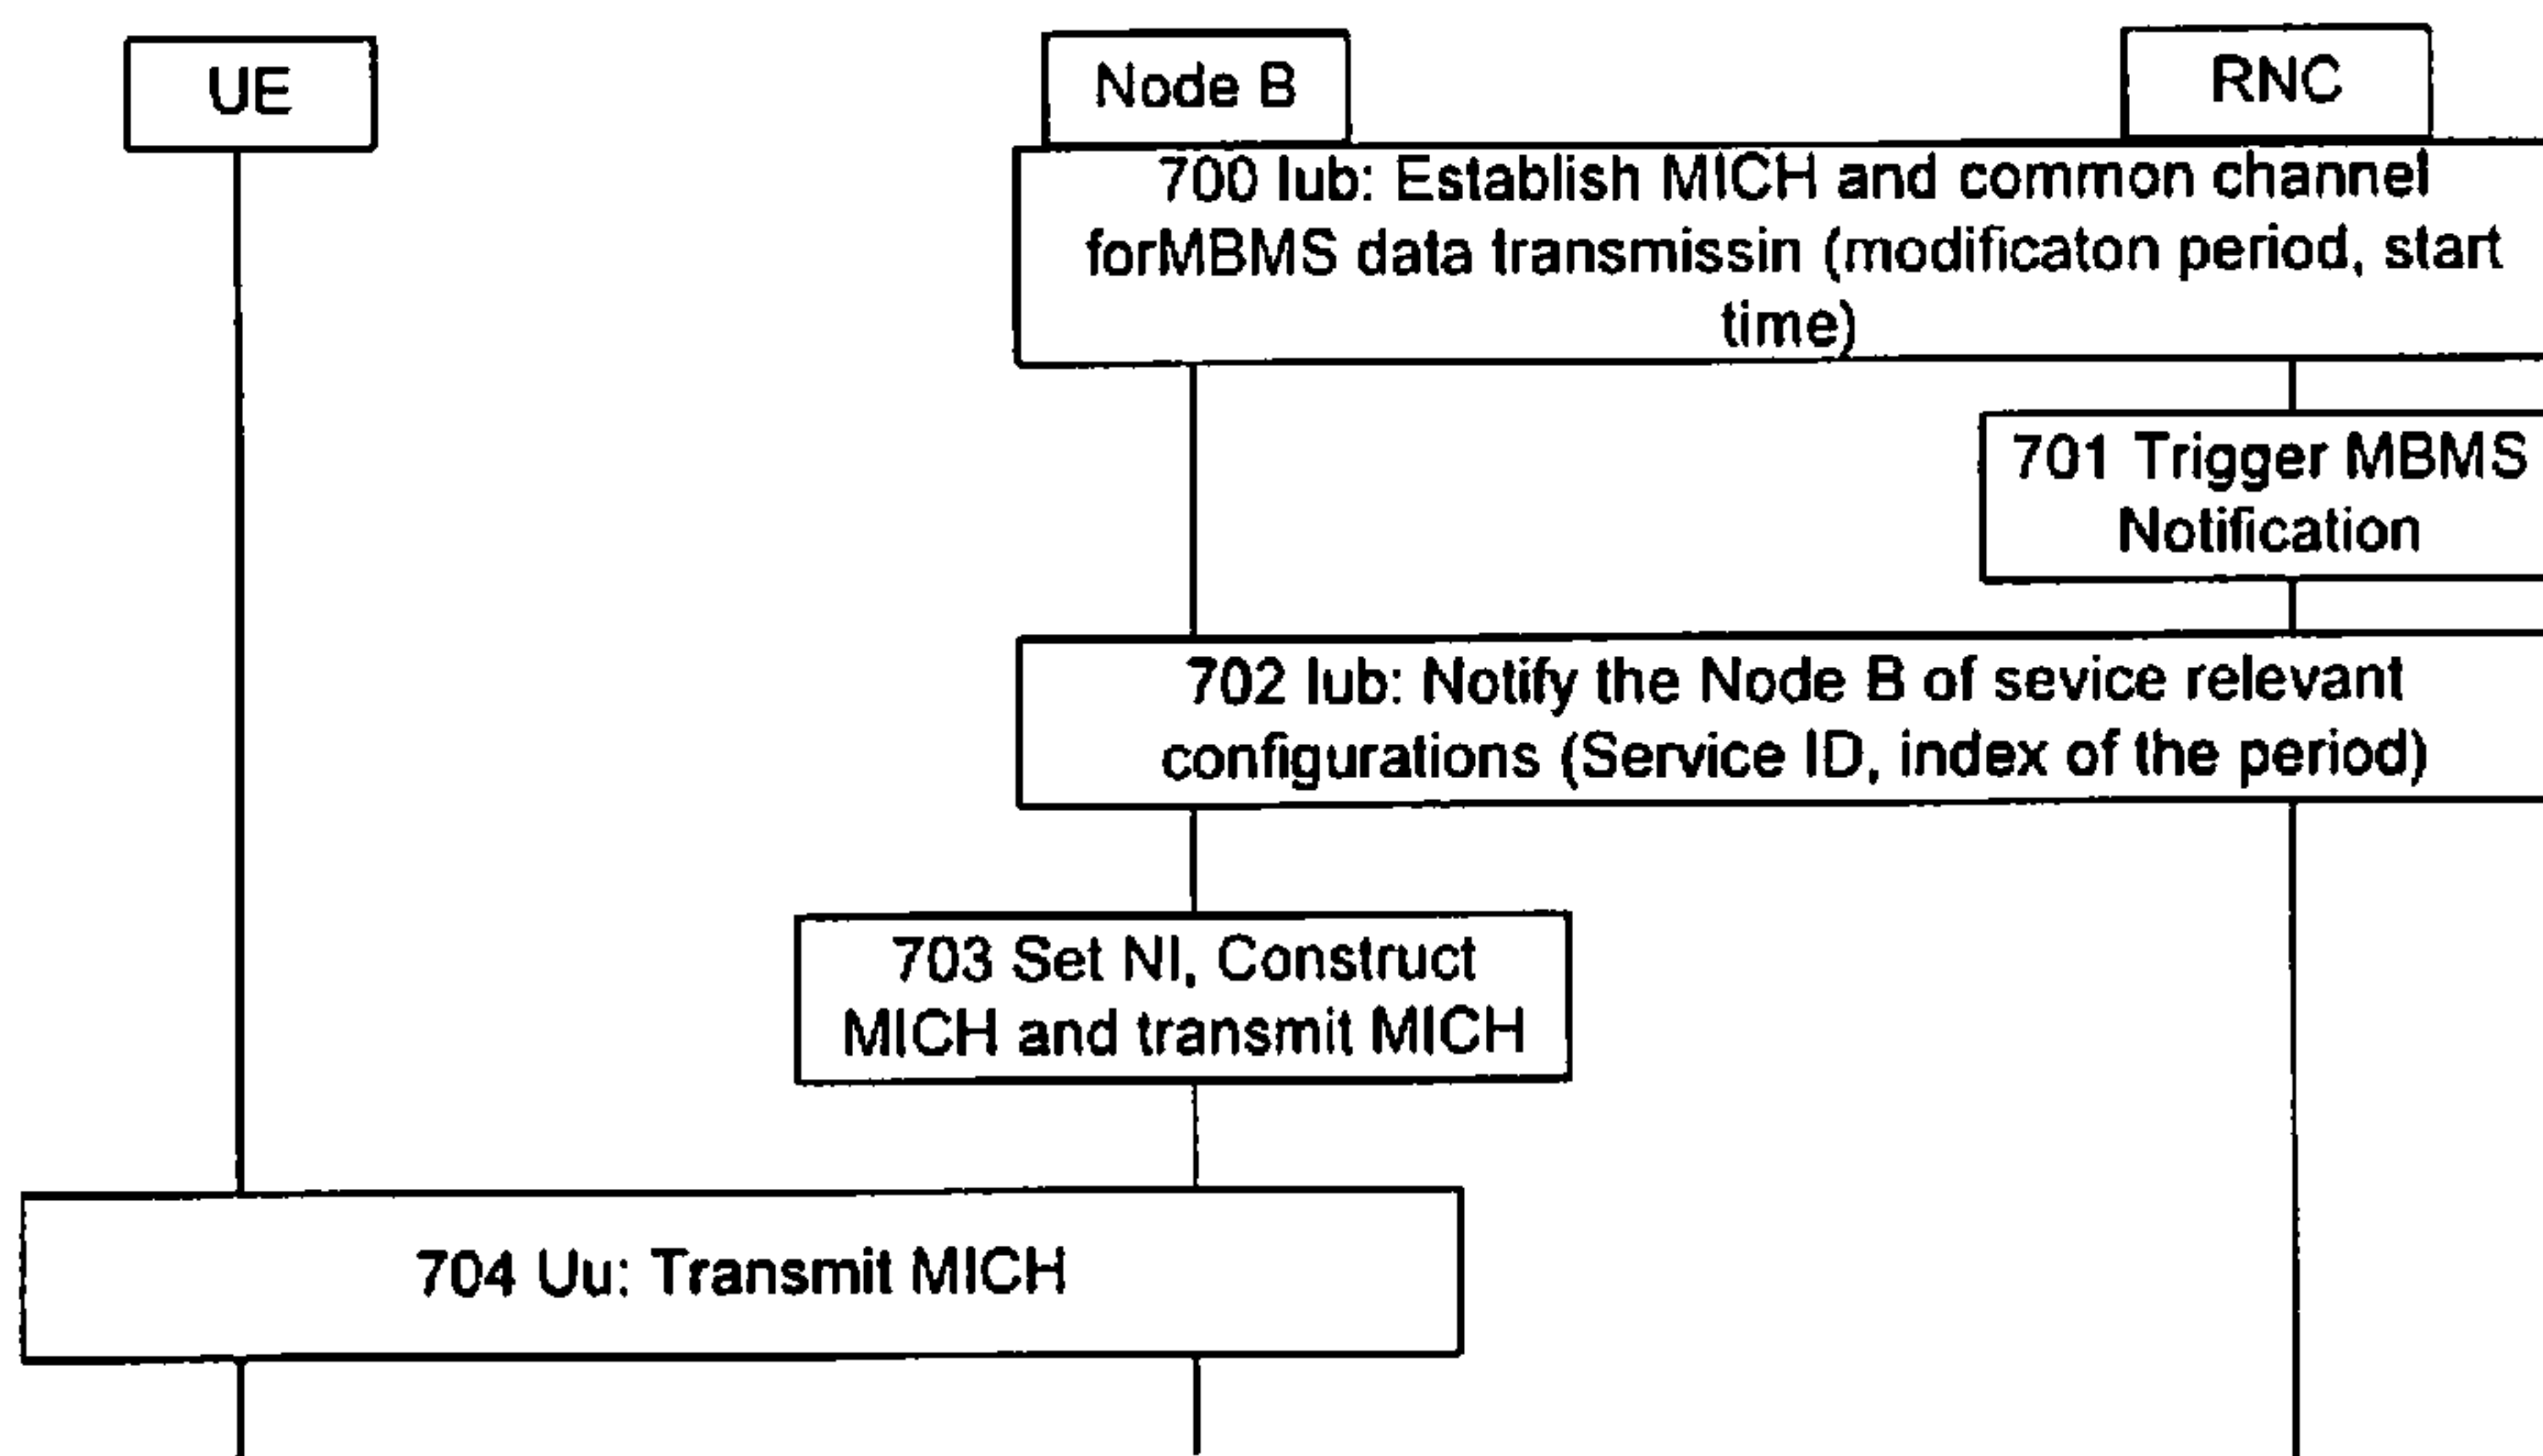 UE
Node B
RNC
700 Iub: Establish MICH and common channel
forMBMS data transmissin (modificaton period, start
time)
701 Trigger MBMS
Notification
702 Iub: Notify the Node B of sevice relevant
configurations (Service ID, index of the period)
703 Set NI, Construct
MICH and transmit MICH
704 Uu: Transmit MICH